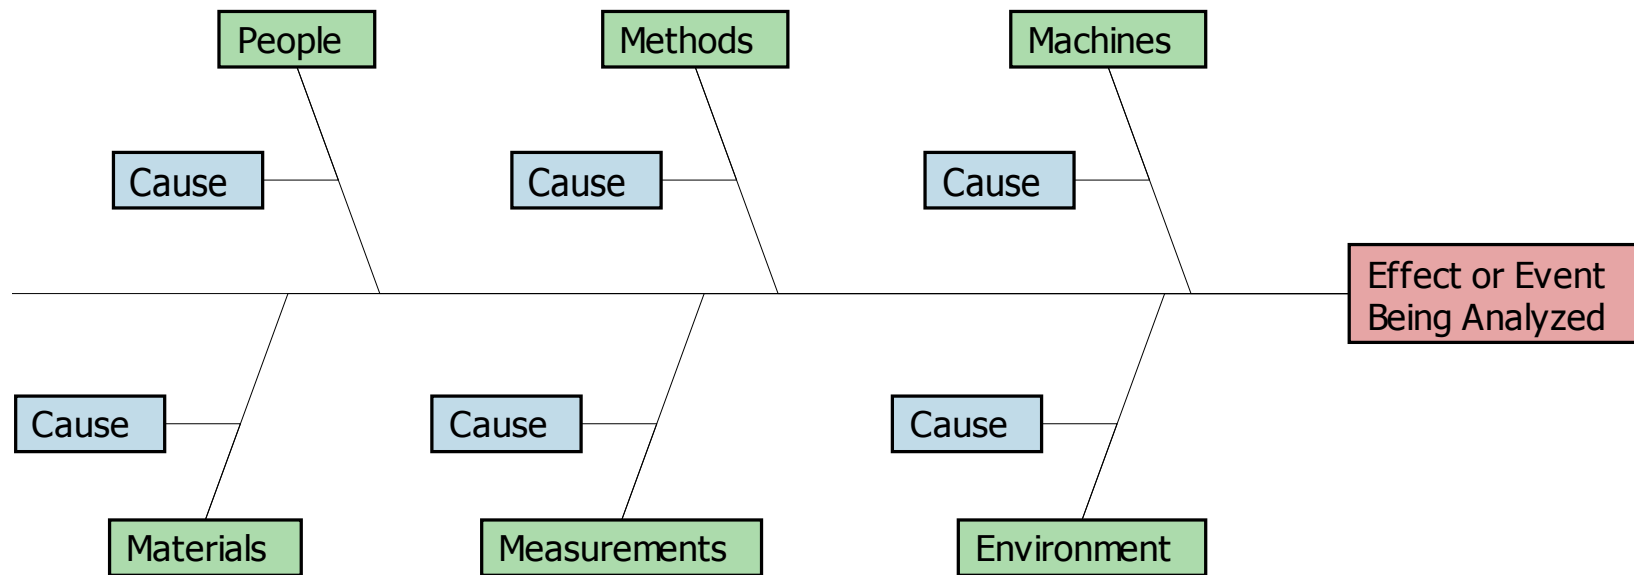 People
Methods
Machines
Cause
Cause
Cause
Effect or Event
Being Analyzed
Cause
Cause
Cause
Materials
Measurements
Environment